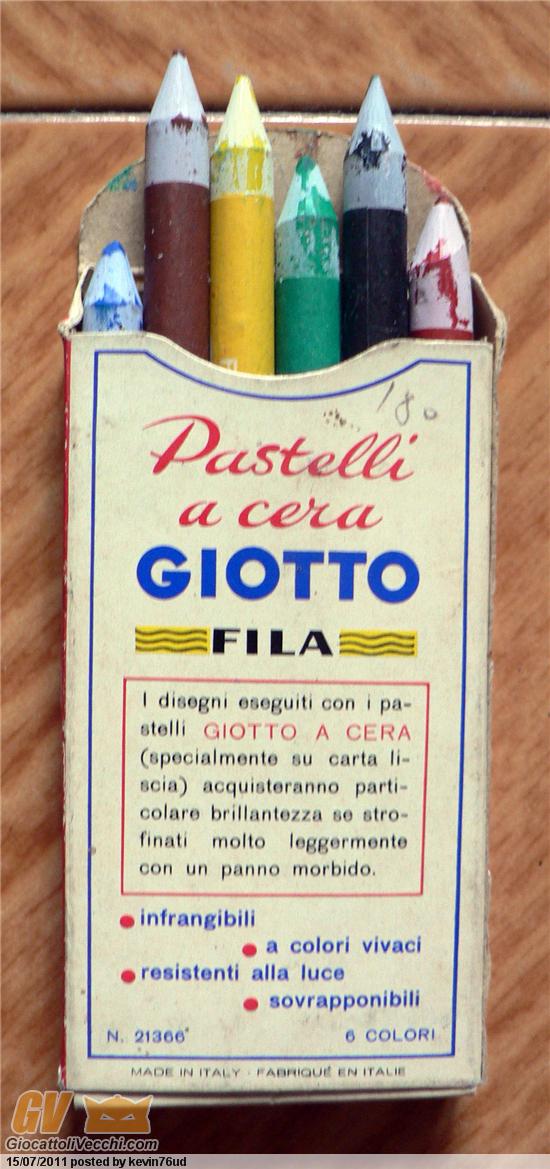 180
Pastelli
a cera
GIOTTO
FILA
I disegni eseguiti con i pa-
stelli GIOTTO A CERA
(specialmente su carta li-
scia) acquisteranno parti-
colare brillantezza se stro-
finati molto leggermente
con un panno morbido.
infrangibili
a colori vivaci
resistenti alla luce
sovrapponibili
N. 21366 6 COLORI
MADE IN ITALY - FABRIQUÉ EN ITALIE
GV
GiocattoliVecchi.com
15/07/2011 posted by kevin76ud